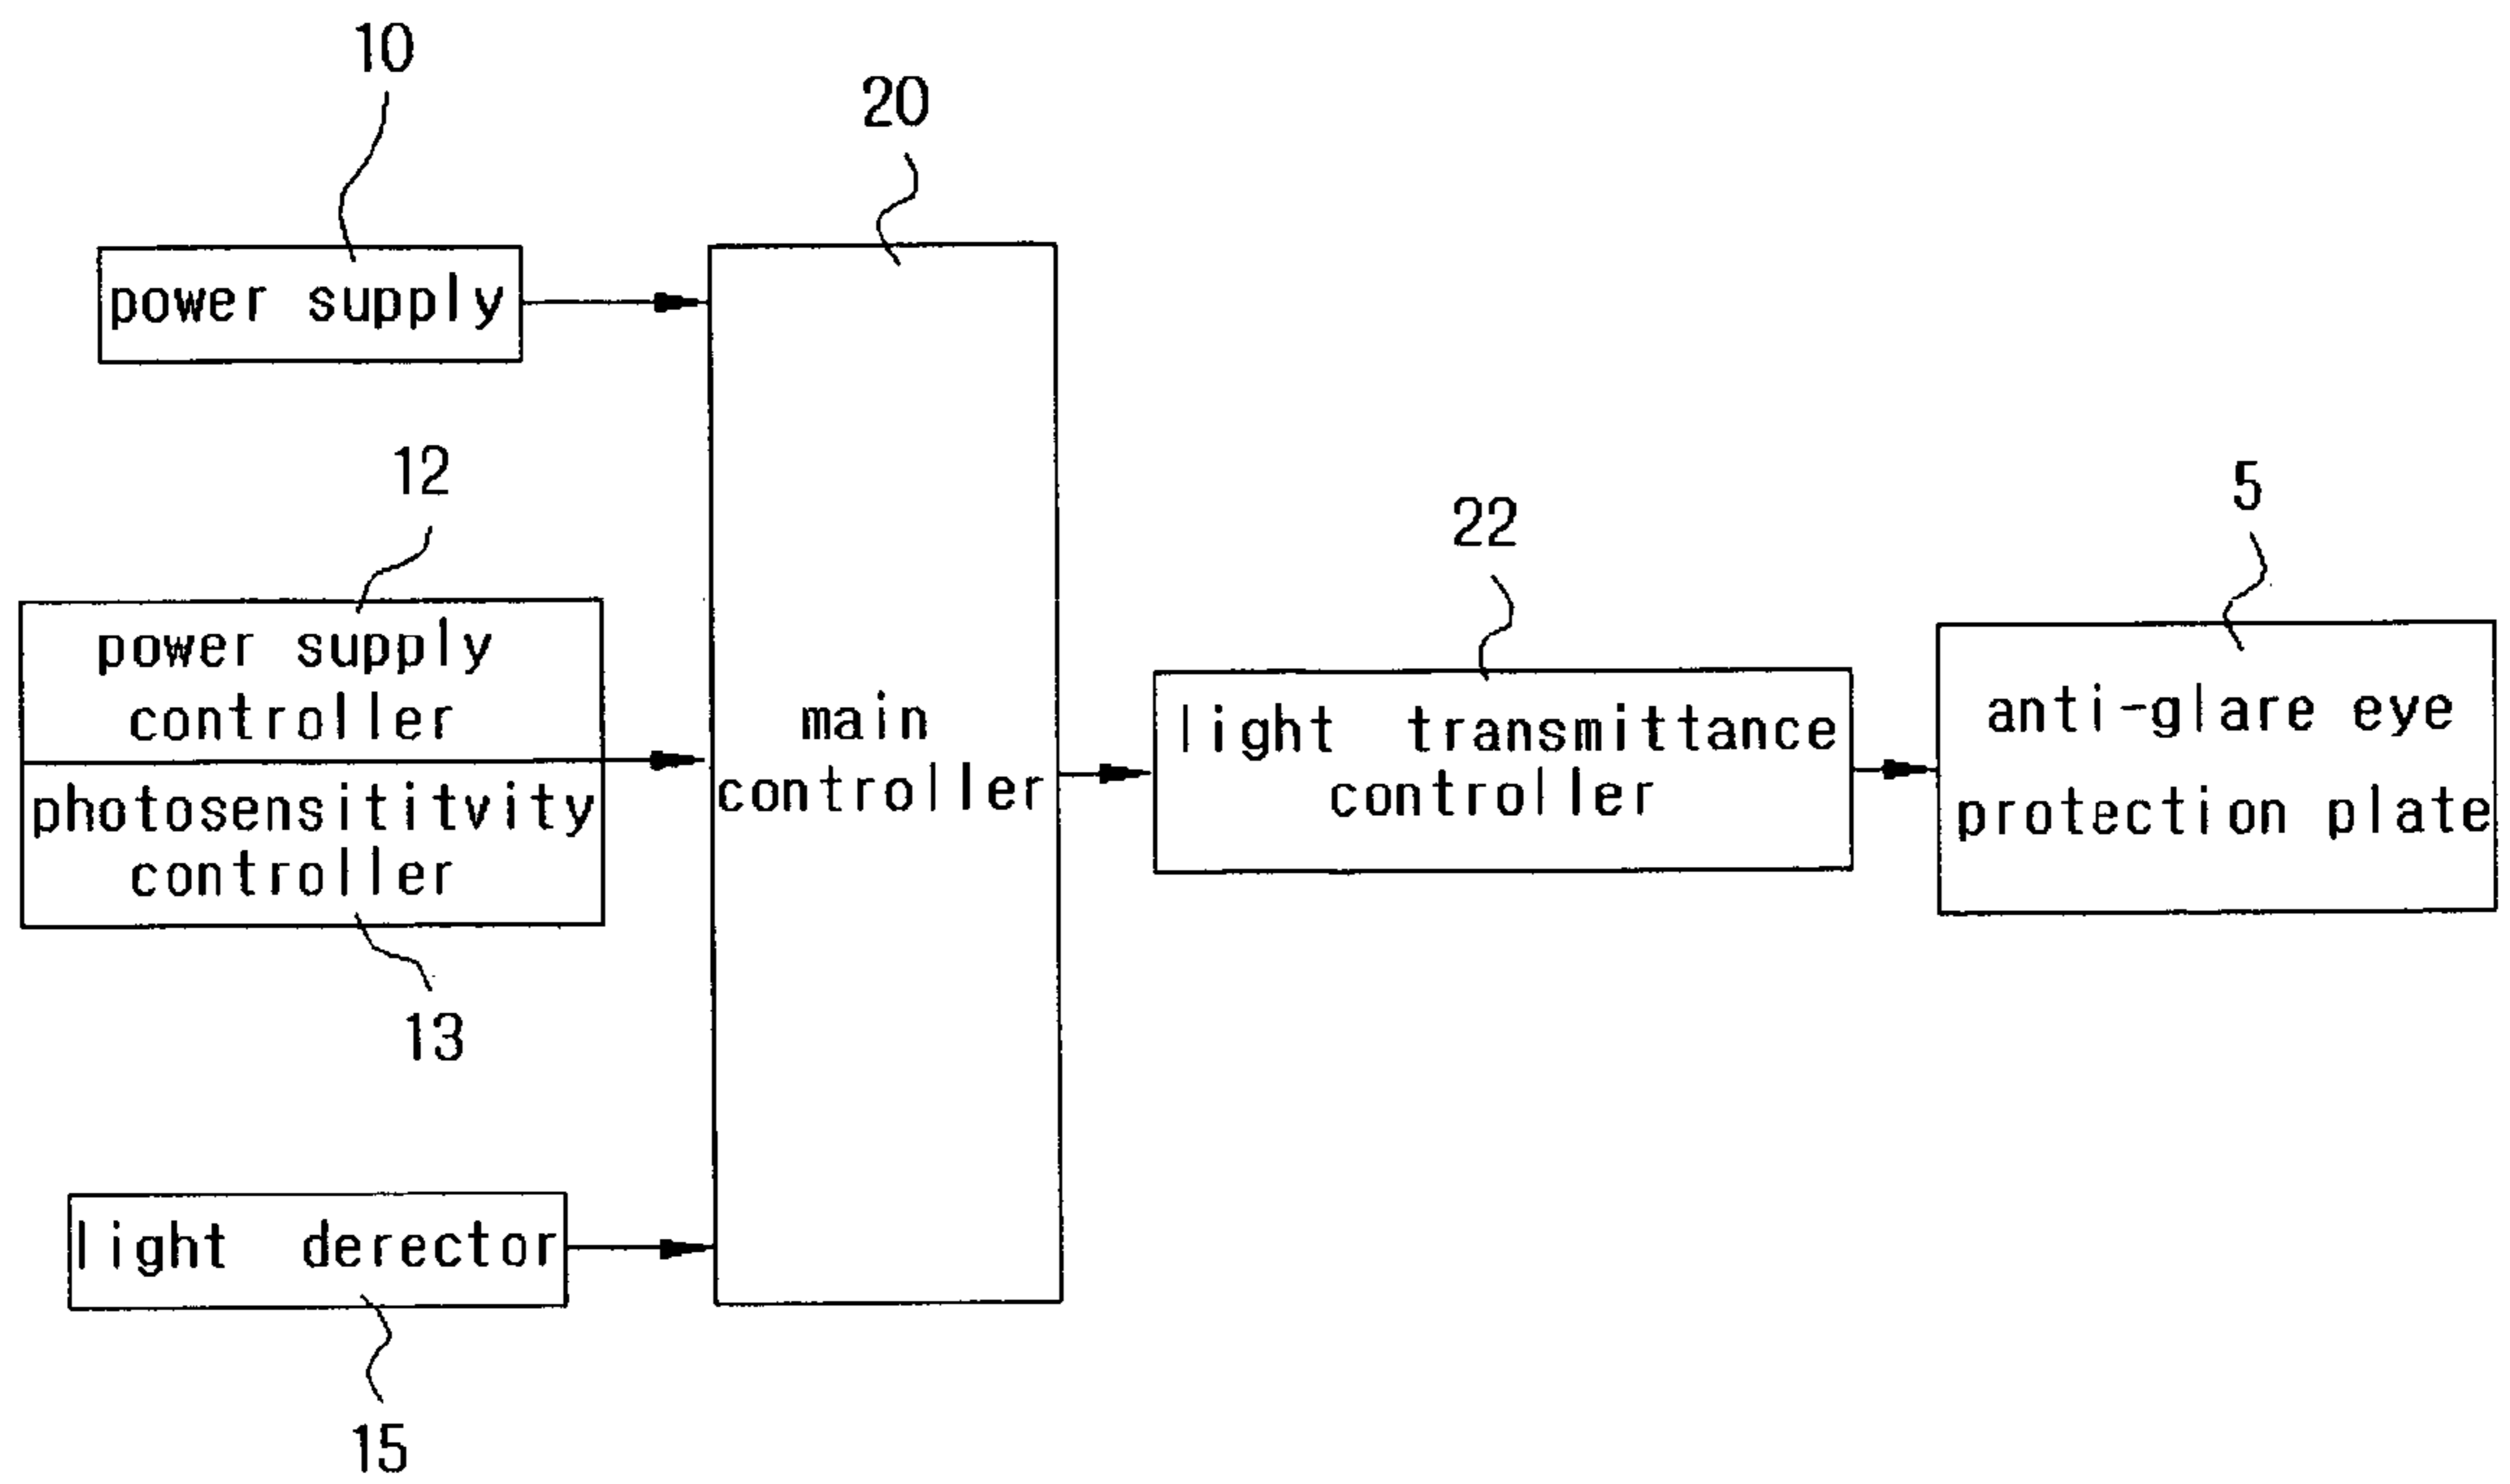 10
20
power supply
12
power supply
controller
photosensititvity
controller
13
main
controller
22
light transmittance
controller
5
anti-glare eye
protection plate
light derector
15